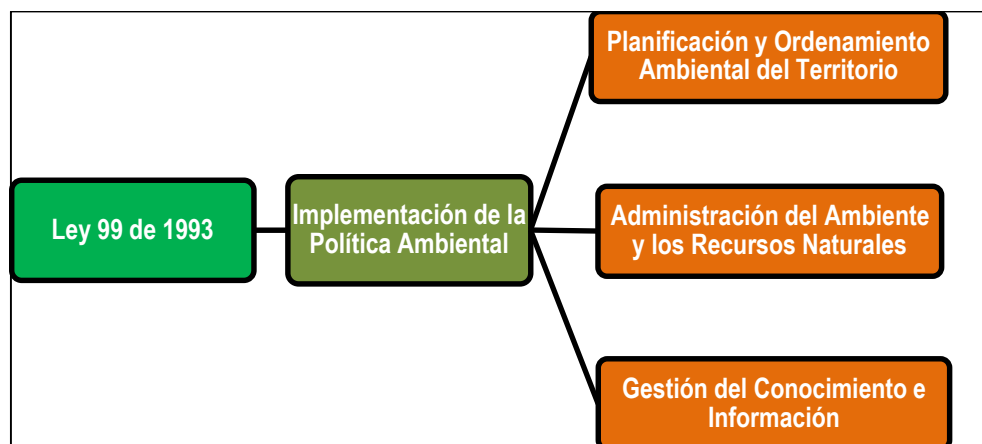 Ley 99 de 1993
Implementación de la
Política Ambiental
Planificación y Ordenamiento
Ambiental del Territorio
Administración del Ambiente
y los Recursos Naturales
Gestión del Conocimiento e
Información